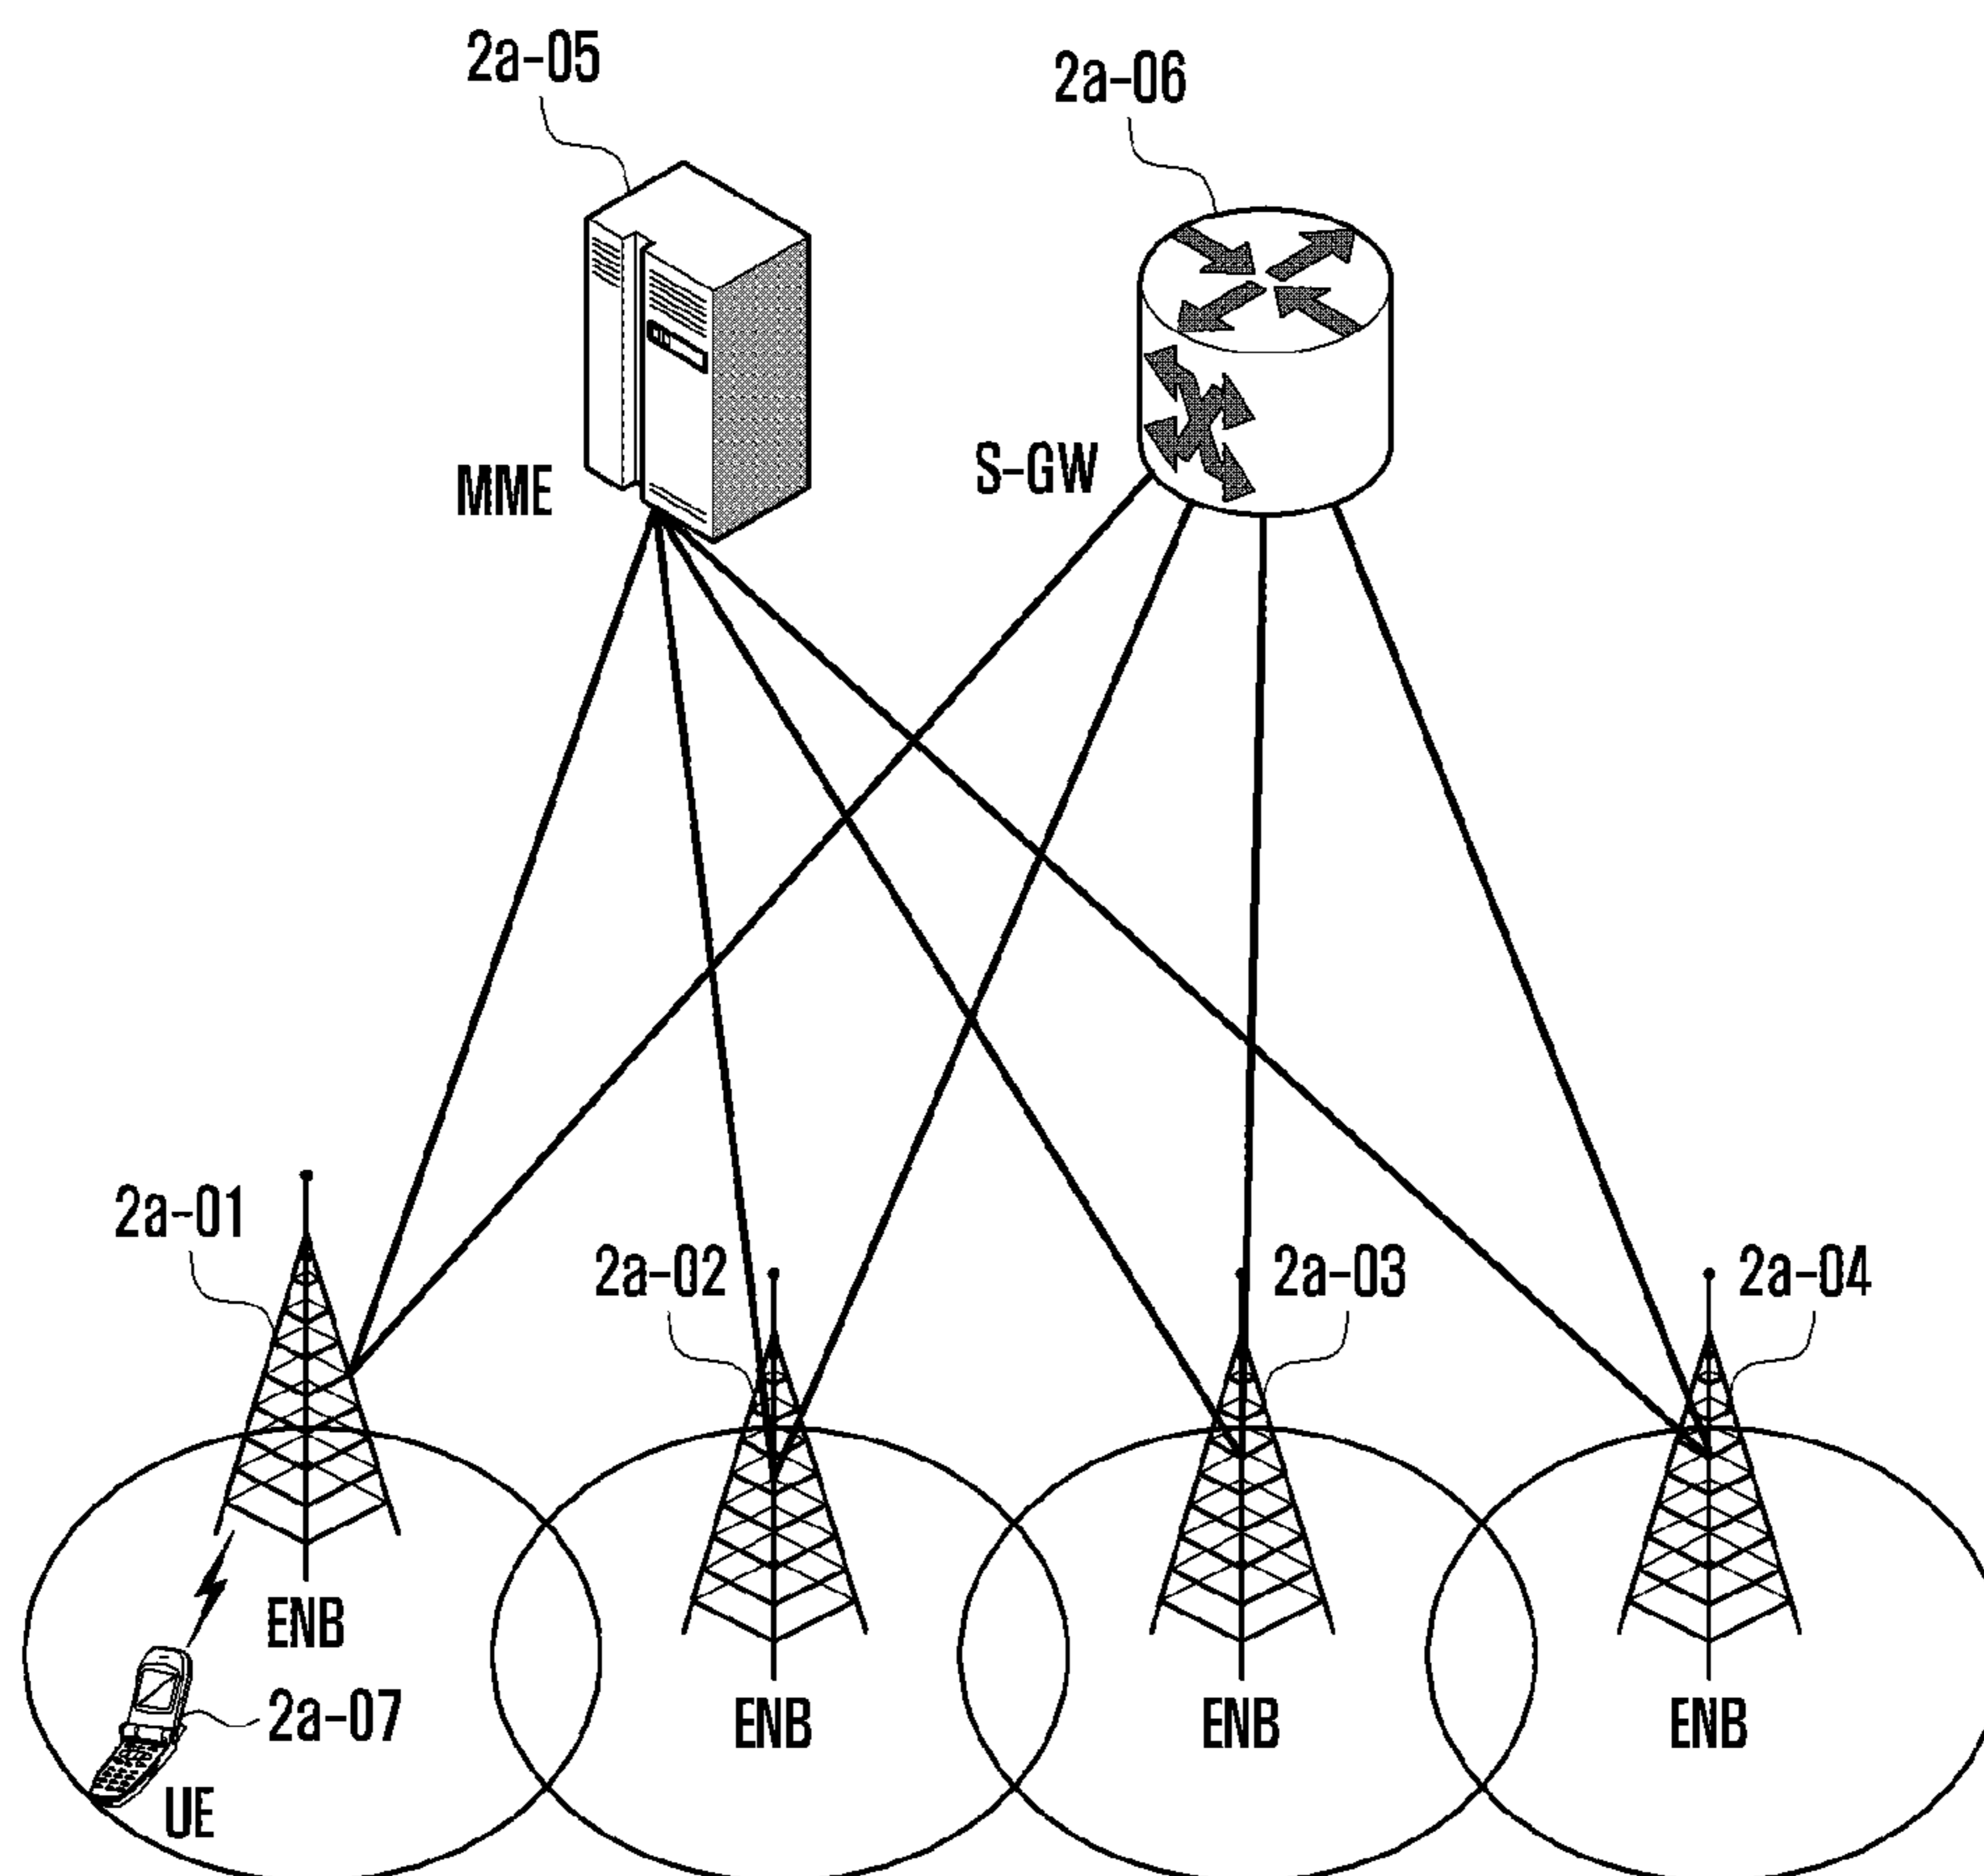 2a-05
2a-06
MME
S-GW
2a-01
2a-02
2a-03
2a-04
ENB
2a-07
ENB
ENB
ENB
UE